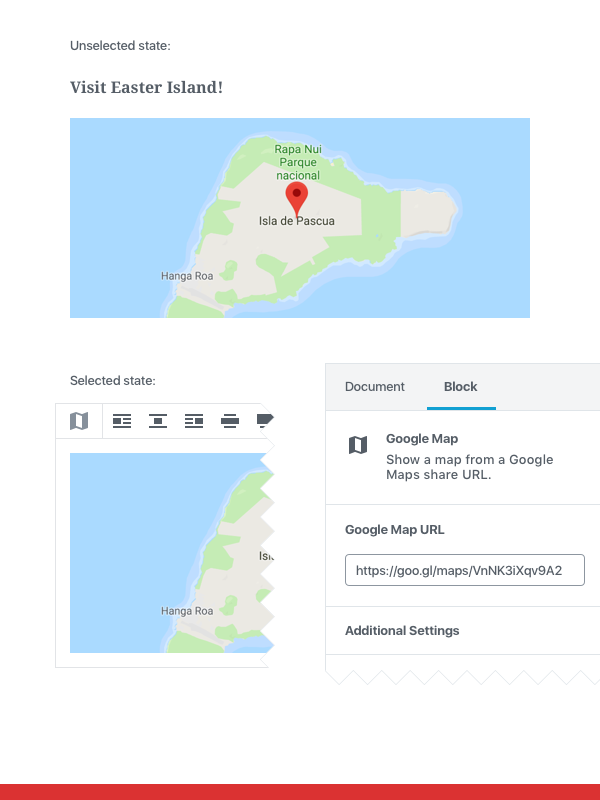 Unselected state:
Visit Easter Island!
Rapa Nui
Parque
nacional
Isla de Pascua
Hanga Roa
Selected state:
Hanga Roa
Document
Block
Google Map
Show a map from a Google
Maps share URL.
Google Map URL
https://goo.gl/maps/VnNK3iXqv9A2
Additional Settings